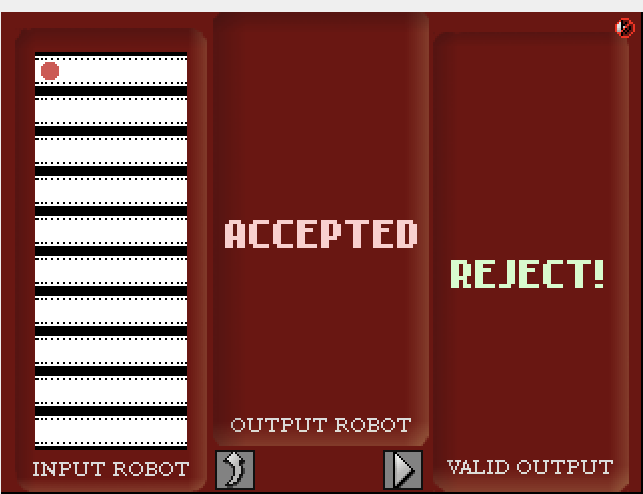 ACCEPTED
REJECT!
OUTPUT ROBOT
INPUT ROBOT
VALID OUTPUT